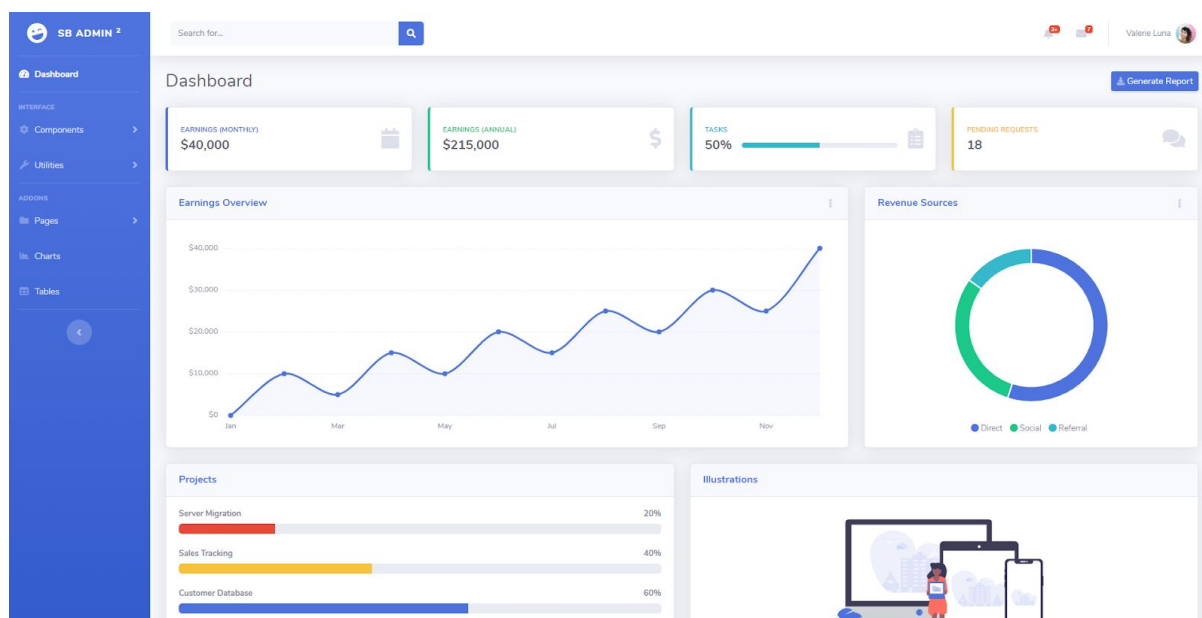 SB ADMIN 2
Search for...
3+
7
Valerie Luna
Dashboard
Dashboard
Generate Report
INTERFACE
Components
Utilities
ADDONS
Pages
Charts
Tables
EARNINGS (MONTHLY)
$40,000
EARNINGS (ANNUAL)
$215,000
TASKS
50%
PENDING REQUESTS
18
Earnings Overview
$40,000
$30,000
$20,000
$10,000
$0
Jan Mar May Jul Sep Nov
Revenue Sources
Direct Social Referral
Projects
Server Migration 20%
Sales Tracking 40%
Customer Database 60%
Illustrations